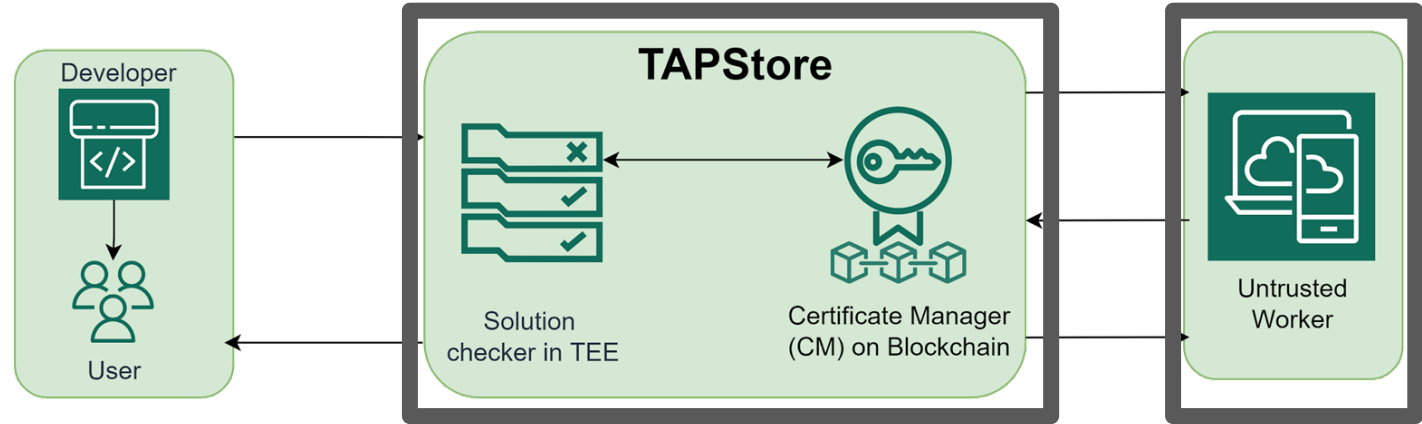 Developer
</>
User
TAPStore
Solution
checker in TEE
Certificate Manager
(CM) on Blockchain
Untrusted
Worker